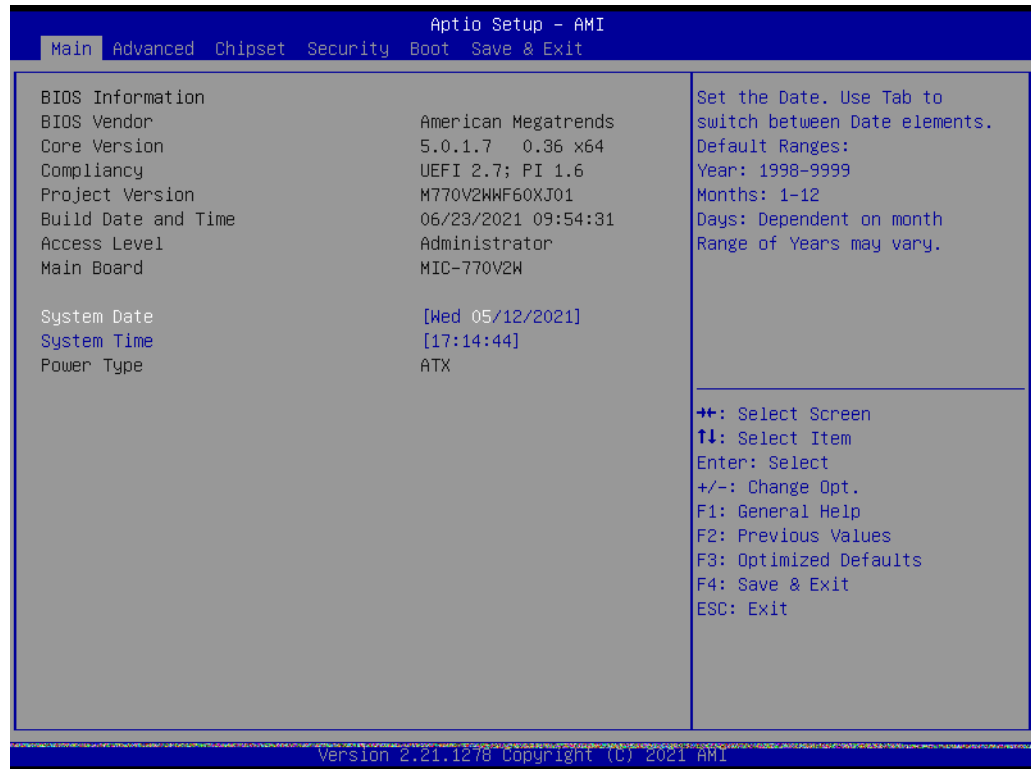 Aptio Setup – AMI
Main Advanced Chipset Security Boot Save & Exit
BIOS Information
BIOS Vendor American Megatrends
Core Version 5.0.1.7 0.36 x64
Compliancy UEFI 2.7; PI 1.6
Project Version M770V2WWF60XJ01
Build Date and Time 06/23/2021 09:54:31
Access Level Administrator
Main Board MIC-770V2W
System Date [Wed 05/12/2021]
System Time [17:14:44]
Power Type ATX
Set the Date. Use Tab to
switch between Date elements.
Default Ranges:
Year: 1998-9999
Months: 1-12
Days: Dependent on month
Range of Years may vary.
→←: Select Screen
↑↓: Select Item
Enter: Select
+/-: Change Opt.
F1: General Help
F2: Previous Values
F3: Optimized Defaults
F4: Save & Exit
ESC: Exit
Version 2.21.1278 Copyright (C) 2021 AMI